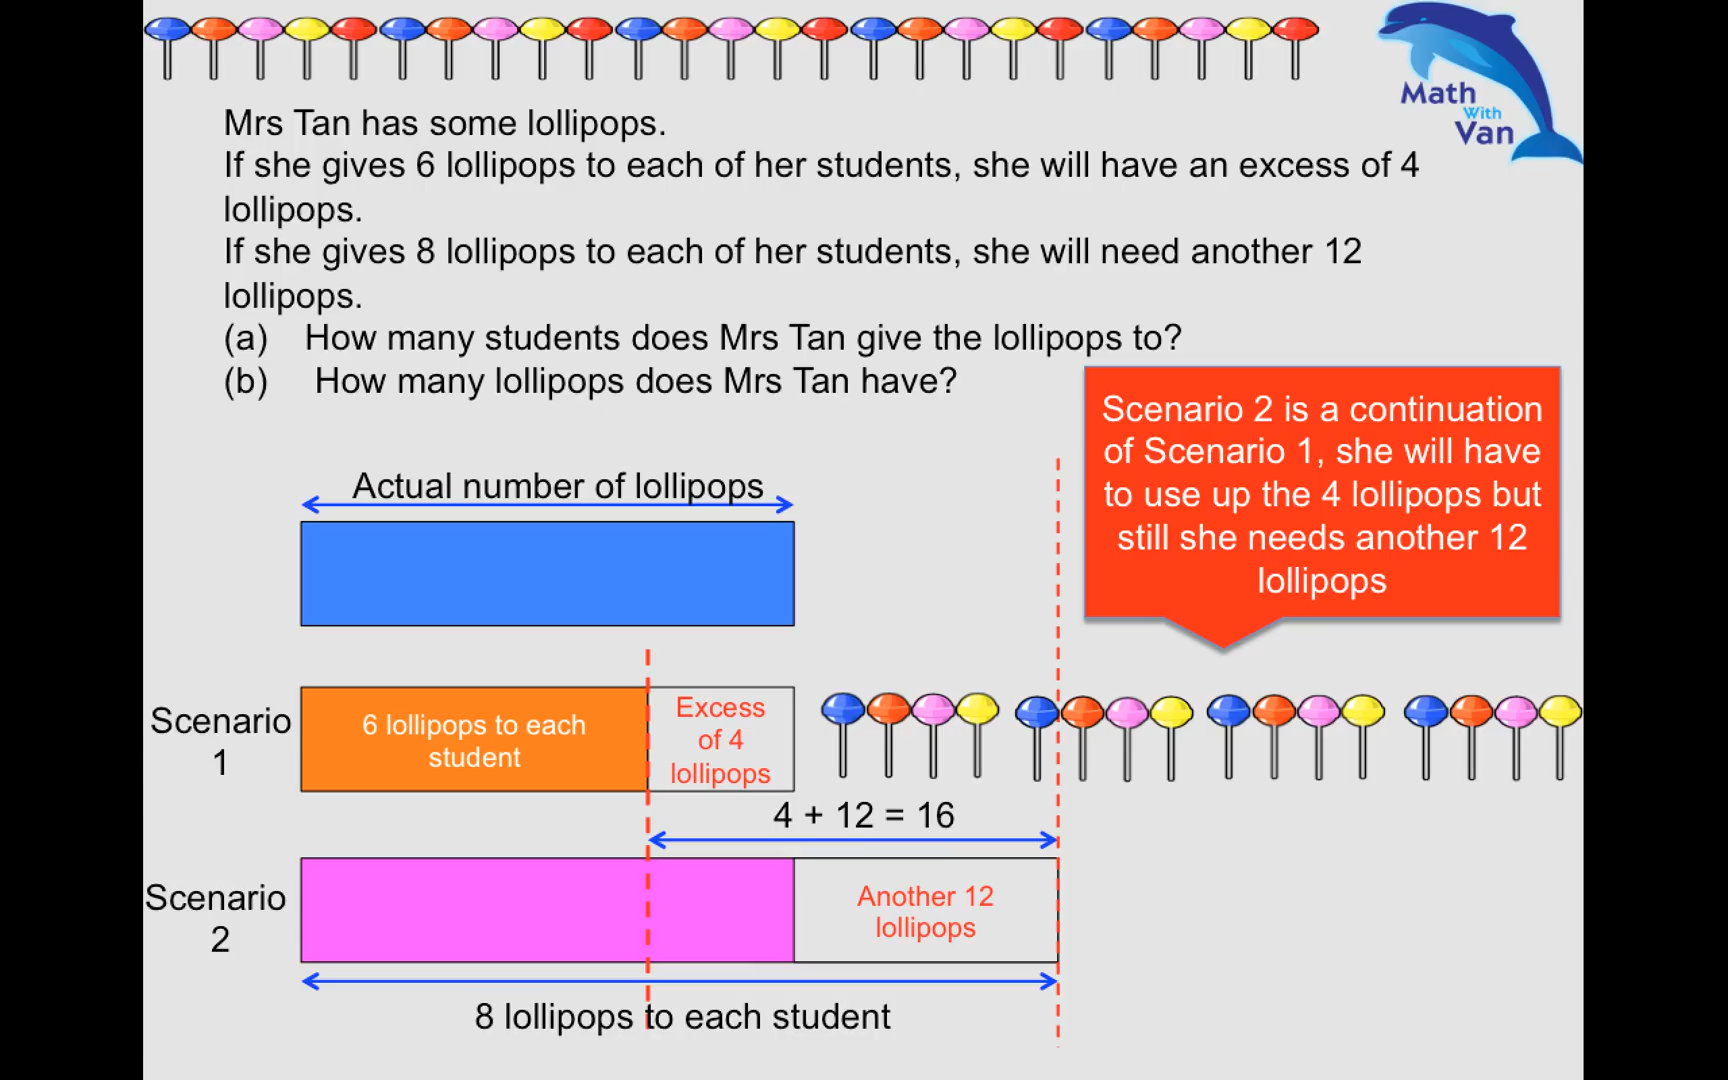 Math
With
Van
Mrs Tan has some lollipops.
If she gives 6 lollipops to each of her students, she will have an excess of 4
lollipops.
If she gives 8 lollipops to each of her students, she will need another 12
lollipops.
(a) How many students does Mrs Tan give the lollipops to?
(b) How many lollipops does Mrs Tan have?
Scenario 2 is a continuation
of Scenario 1, she will have
to use up the 4 lollipops but
still she needs another 12
lollipops
Actual number of lollipops
Scenario
1
6 lollipops to each
student
Excess
of 4
lollipops
4 + 12 = 16
Scenario
2
Another 12
lollipops
8 lollipops to each student